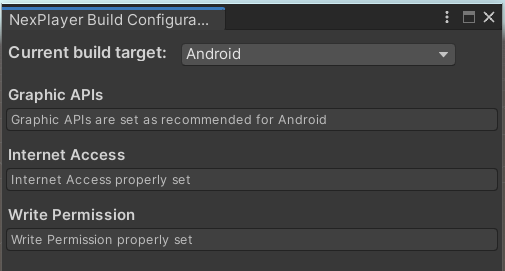 NexPlayer Build Configura...
Current build target: Android
Graphic APIs
Graphic APIs are set as recommended for Android
Internet Access
Internet Access properly set
Write Permission
Write Permission properly set